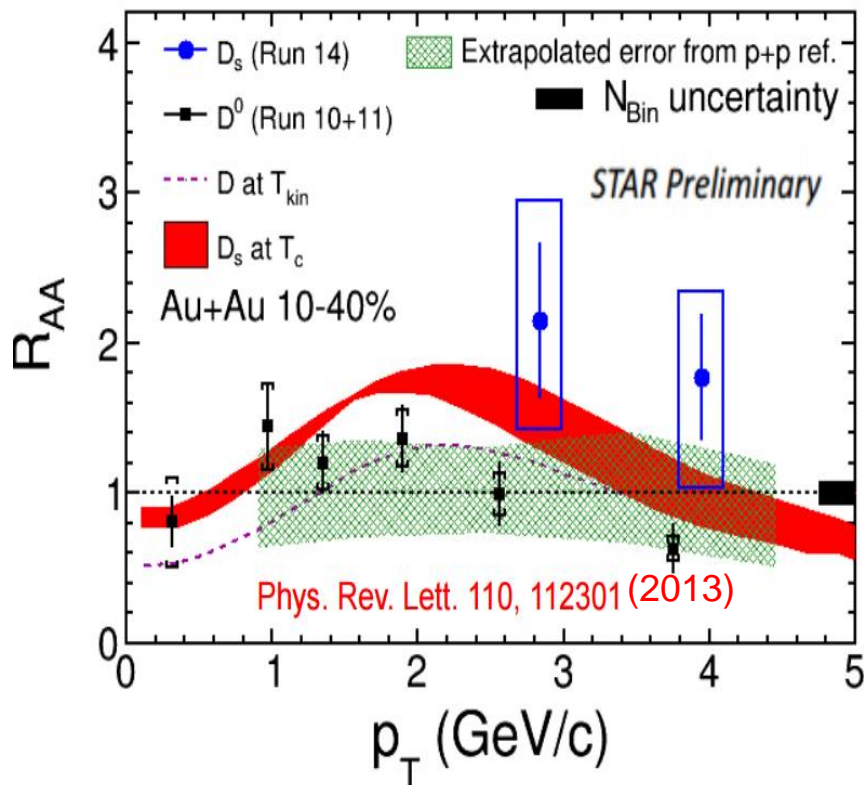 4
3
2
1
0
R_AA
D_s (Run 14)
D^0 (Run 10+11)
D at T_kin
D_s at T_c
Au+Au 10-40%
Extrapolated error from p+p ref.
N_Bin uncertainty
STAR Preliminary
Phys. Rev. Lett. 110, 112301 (2013)
0 1 2 3 4 5
p_T (GeV/c)